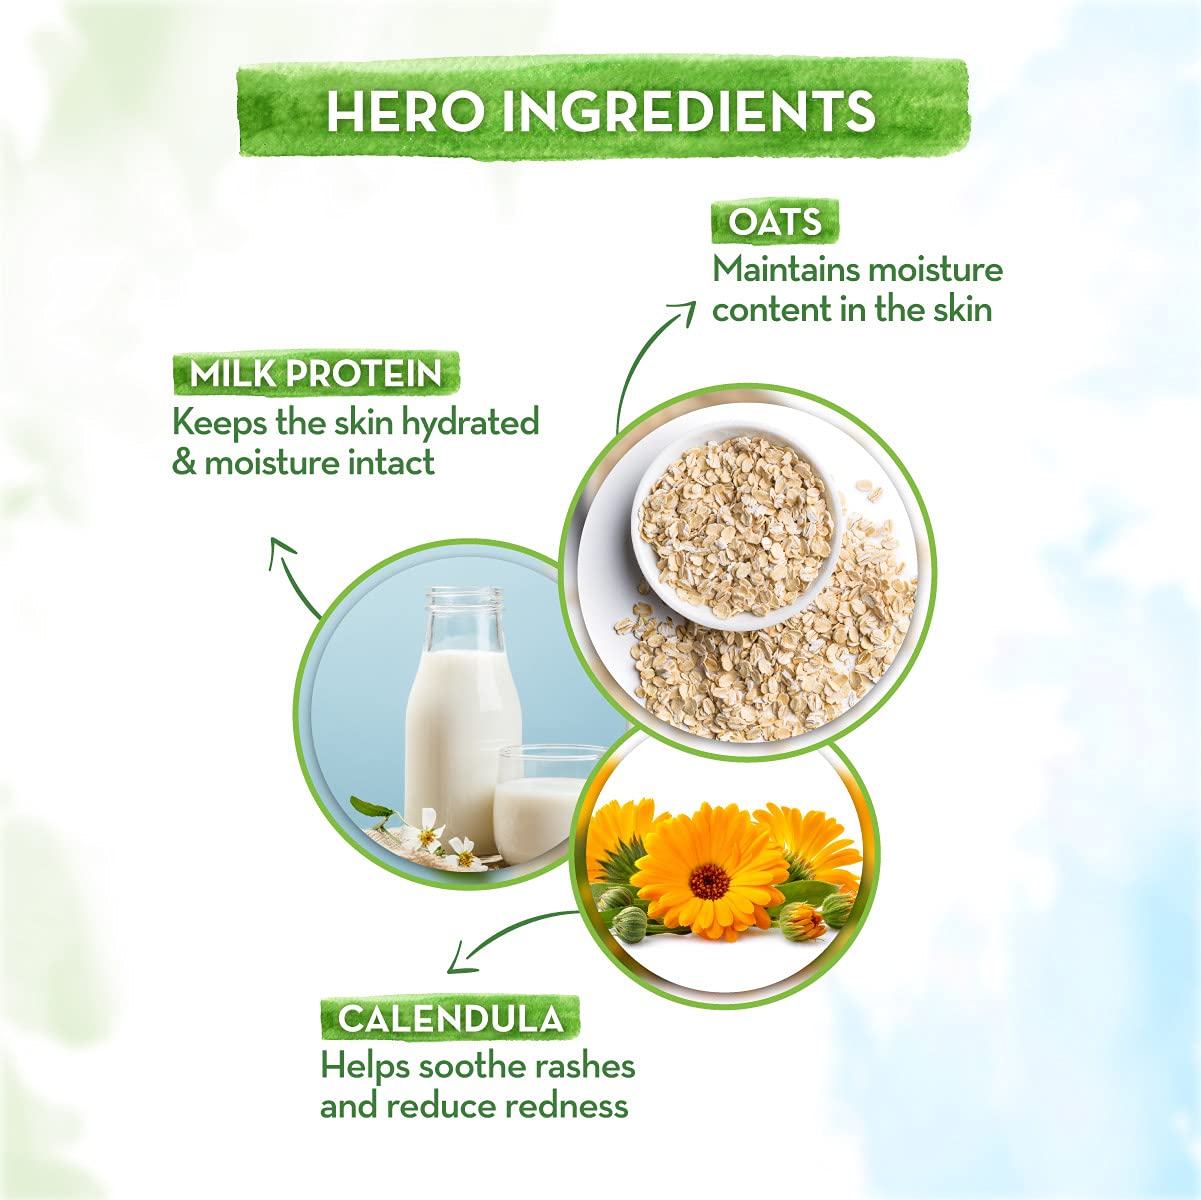 HERO INGREDIENTS
OATS
Maintains moisture
content in the skin
MILK PROTEIN
Keeps the skin hydrated
& moisture intact
CALENDULA
Helps soothe rashes
and reduce redness